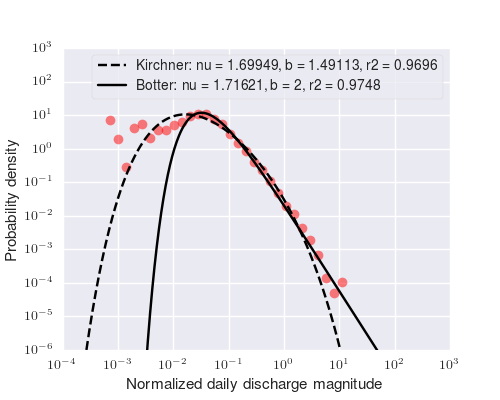 Kirchner: nu = 1.69949, b = 1.49113, r2 = 0.9696
Botter: nu = 1.71621, b = 2, r2 = 0.9748
10³
10²
10¹
10⁰
10⁻¹
10⁻²
10⁻³
10⁻⁴
10⁻⁵
10⁻⁶
Probability density
10⁻⁴ 10⁻³ 10⁻² 10⁻¹ 10⁰ 10¹ 10² 10³
Normalized daily discharge magnitude